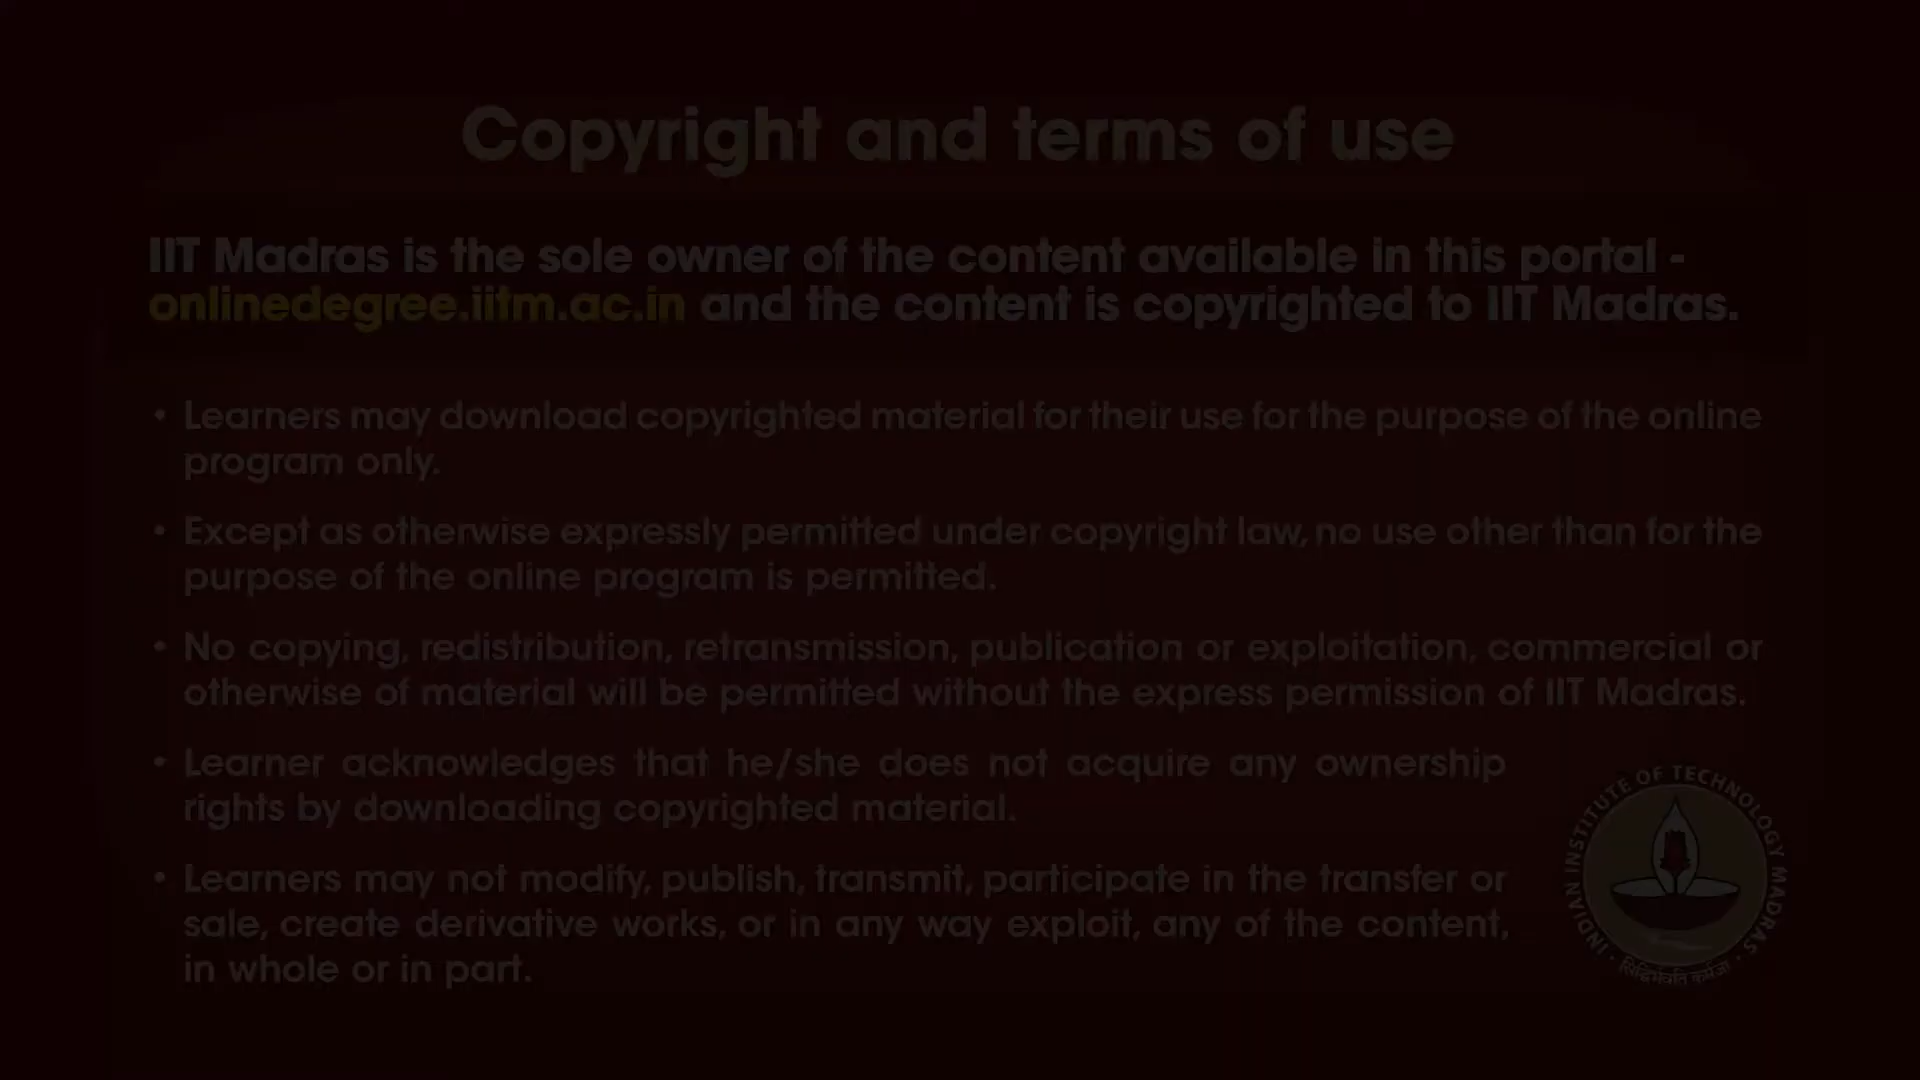 Copyright and terms of use
IIT Madras is the sole owner of the content available in this portal -
onlinedegree.iitm.ac.in and the content is copyrighted to IIT Madras.
• Learners may download copyrighted material for their use for the purpose of the online
program only.
• Except as otherwise expressly permitted under copyright law, no use other than for the
purpose of the online program is permitted.
• No copying, redistribution, retransmission, publication or exploitation, commercial or
otherwise of material will be permitted without the express permission of IIT Madras.
• Learner acknowledges that he/she does not acquire any ownership
rights by downloading copyrighted material.
• Learners may not modify, publish, transmit, participate in the transfer or
sale, create derivative works, or in any way exploit, any of the content,
in whole or in part.
INDIAN INSTITUTE OF TECHNOLOGY MADRAS
सिद्धिर्भवति कर्मजा